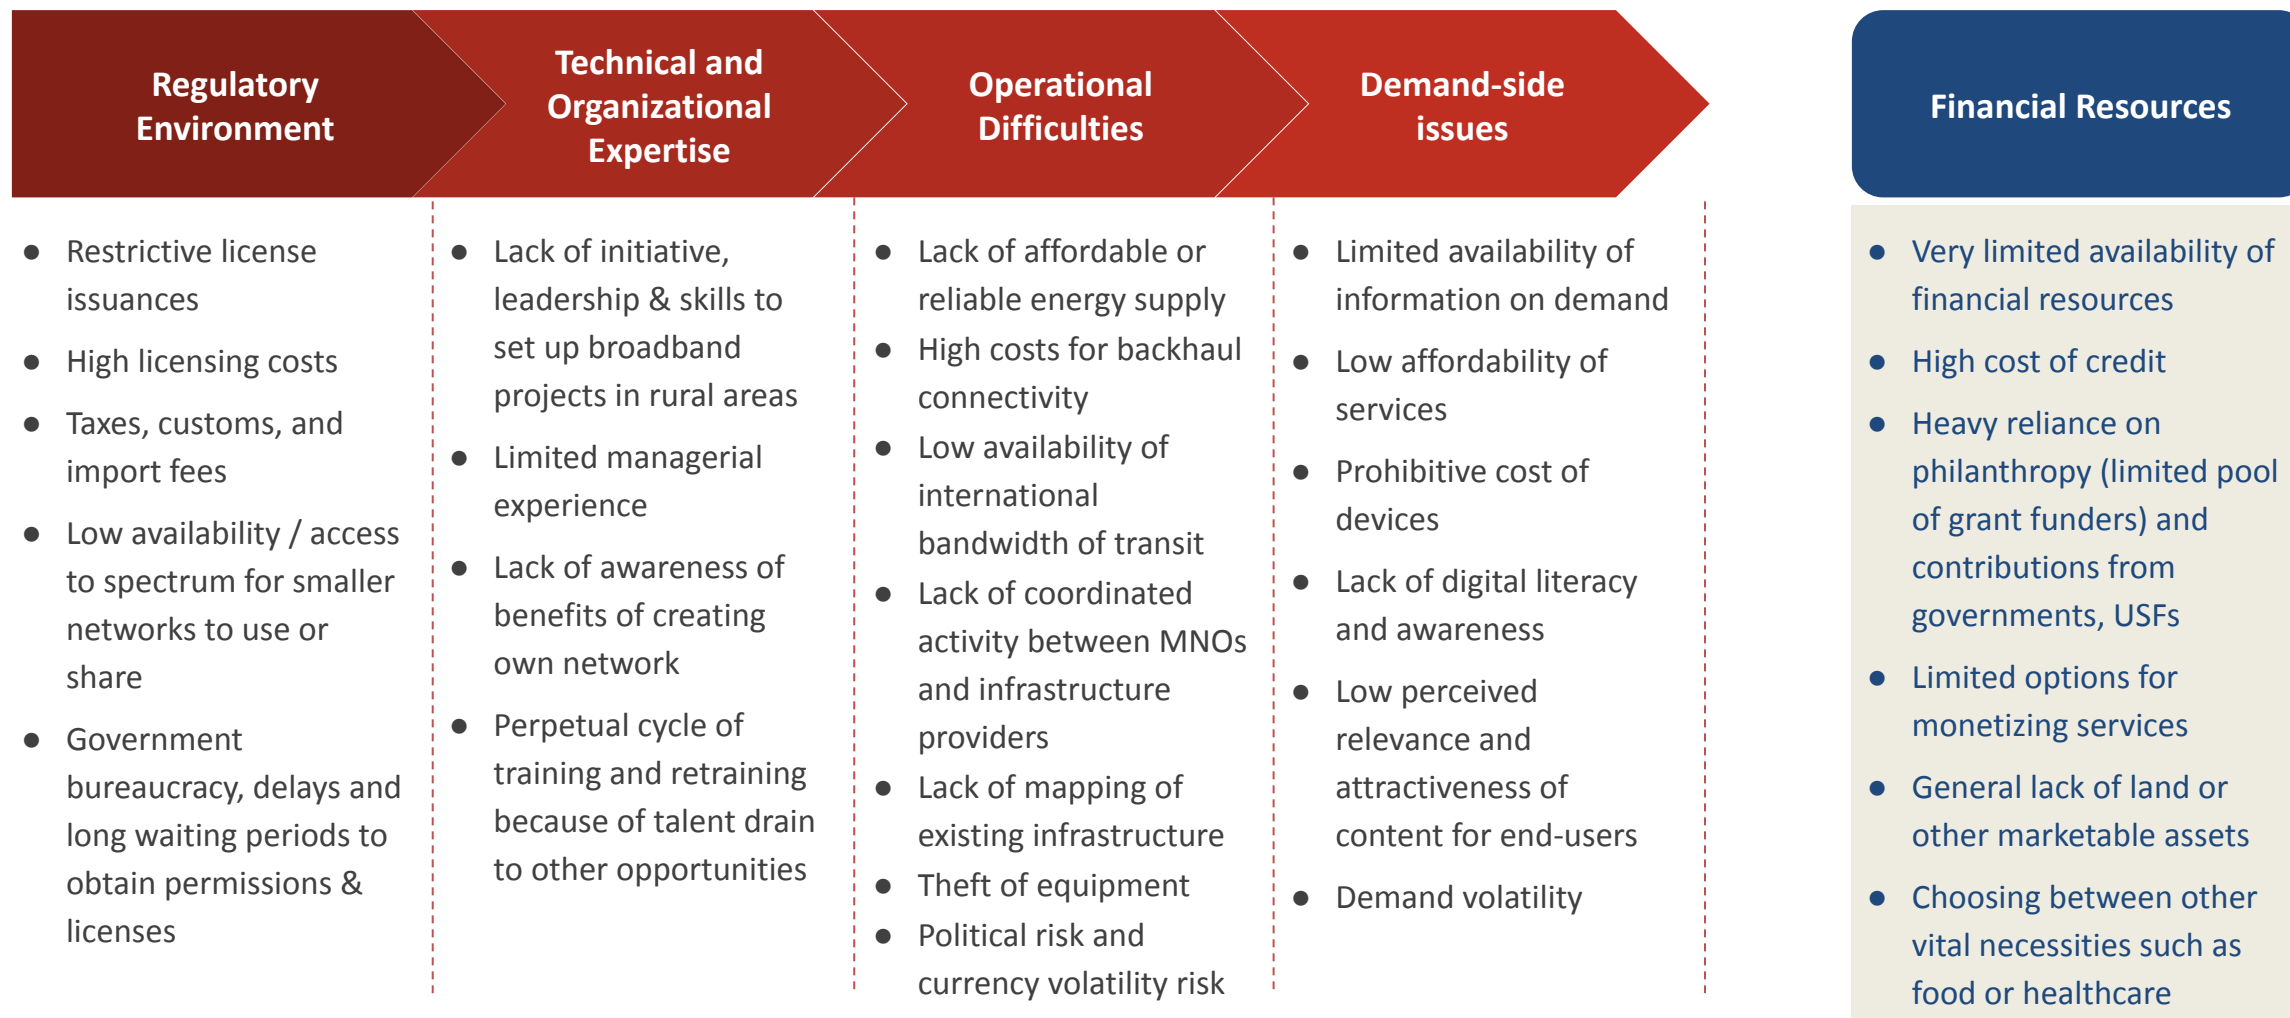 Regulatory
Environment
● Restrictive license
issuances
● High licensing costs
● Taxes, customs, and
import fees
● Low availability / access
to spectrum for smaller
networks to use or
share
● Government
bureaucracy, delays and
long waiting periods to
obtain permissions &
licenses
Technical and
Organizational
Expertise
● Lack of initiative,
leadership & skills to
set up broadband
projects in rural areas
● Limited managerial
experience
● Lack of awareness of
benefits of creating
own network
● Perpetual cycle of
training and retraining
because of talent drain
to other opportunities
Operational
Difficulties
● Lack of affordable or
reliable energy supply
● High costs for backhaul
connectivity
● Low availability of
international
bandwidth of transit
● Lack of coordinated
activity between MNOs
and infrastructure
providers
● Lack of mapping of
existing infrastructure
● Theft of equipment
● Political risk and
currency volatility risk
Demand-side
issues
● Limited availability of
information on demand
● Low affordability of
services
● Prohibitive cost of
devices
● Lack of digital literacy
and awareness
● Low perceived
relevance and
attractiveness of
content for end-users
● Demand volatility
Financial Resources
● Very limited availability of
financial resources
● High cost of credit
● Heavy reliance on
philanthropy (limited pool
of grant funders) and
contributions from
governments, USFs
● Limited options for
monetizing services
● General lack of land or
other marketable assets
● Choosing between other
vital necessities such as
food or healthcare